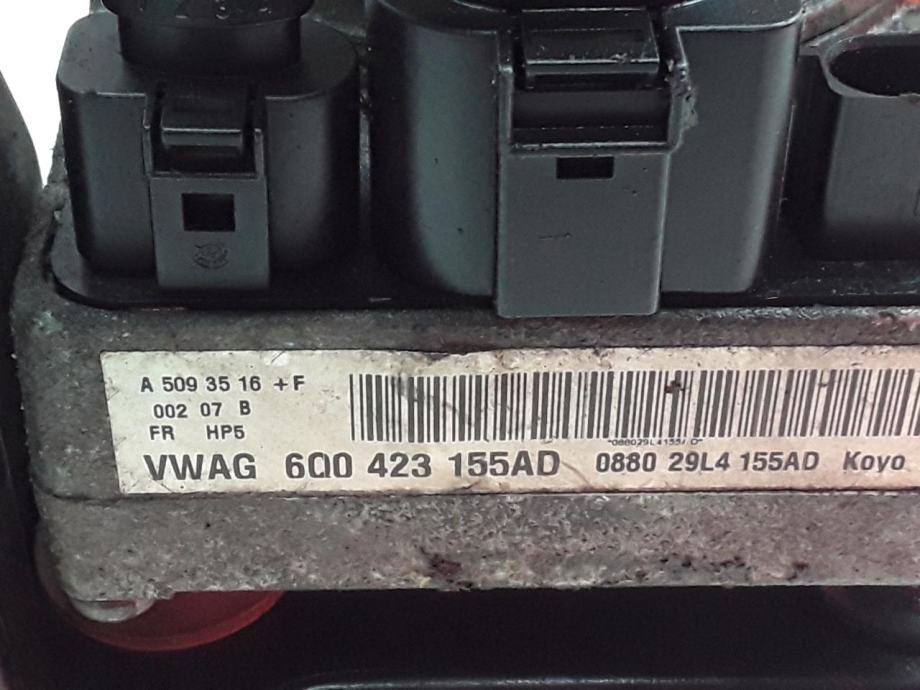 A 509 35 16 +F
002 07 B
FR HP5
VWAG 6Q0 423 155AD 0880 29L4 155AD Koyo